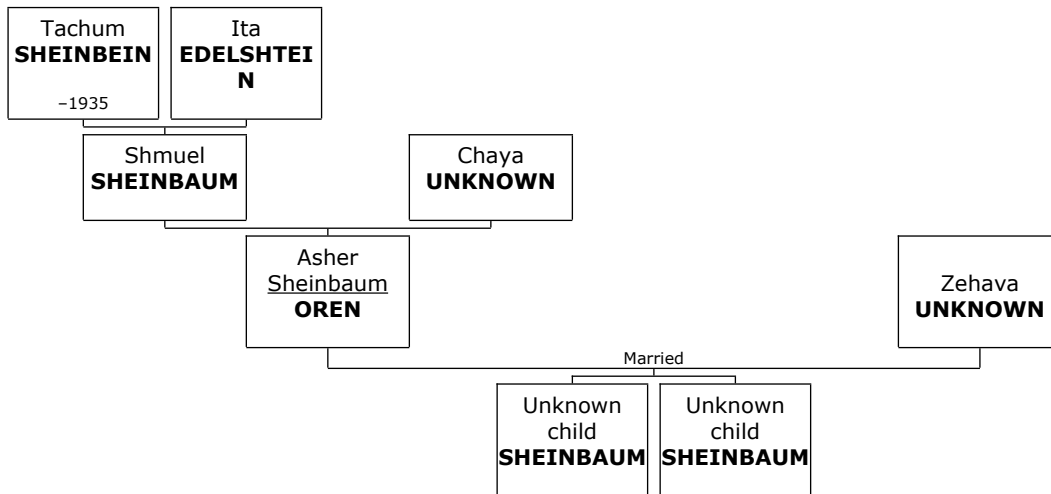 Tachum
SHEINBEIN
–1935
Ita
EDELSHTEI
N
Shmuel
SHEINBAUM
Chaya
UNKNOWN
Asher
Sheinbaum
OREN
Zehava
UNKNOWN
Married
Unknown
child
SHEINBAUM
Unknown
child
SHEINBAUM